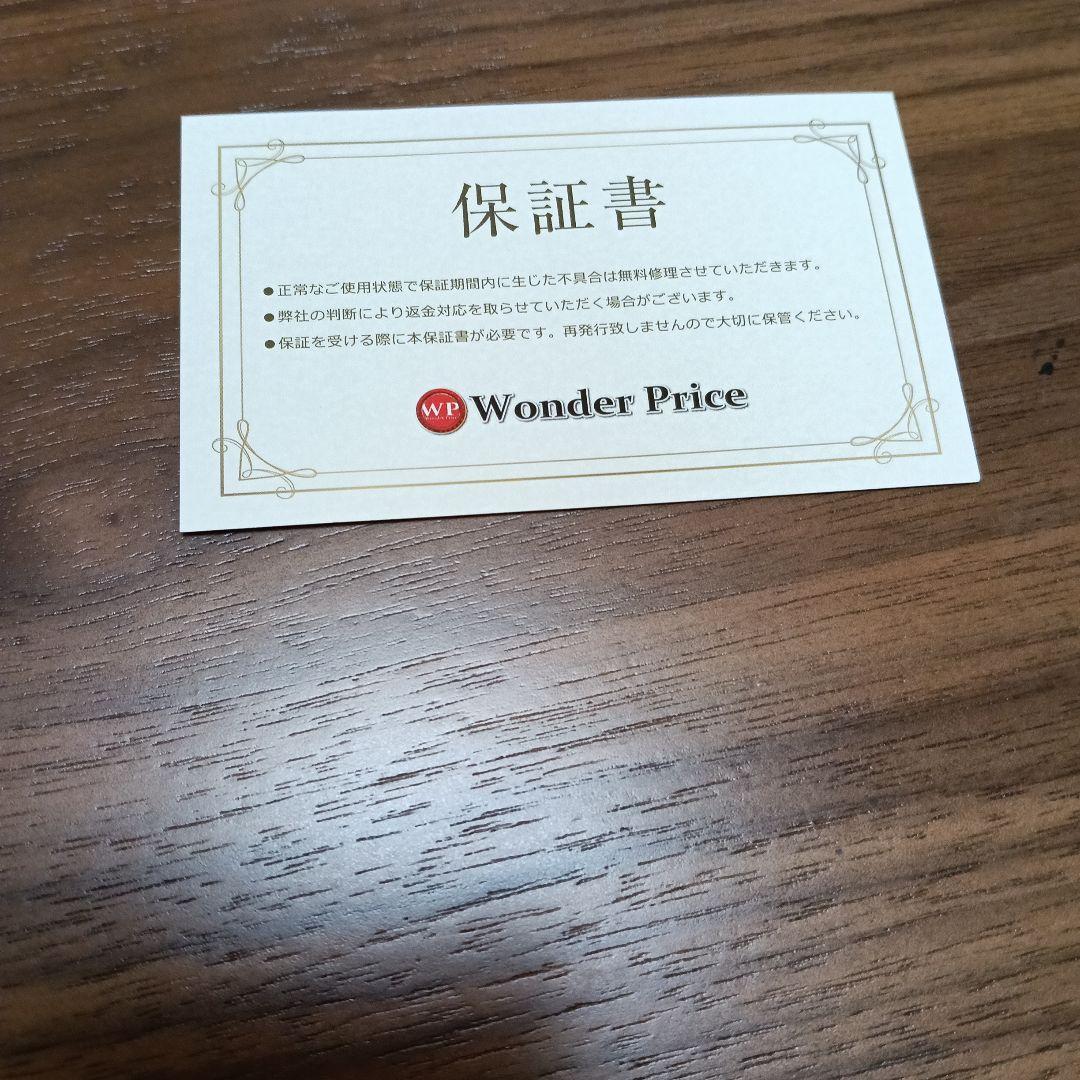 保証書
●正常なご使用状態で保証期間内に生じた不具合は無料修理させていただきます。
●弊社の判断により返金対応を取らせていただく場合がございます。
●保証を受ける際に本保証書が必要です。再発行致しませんので大切に保管ください。
WP Wonder Price